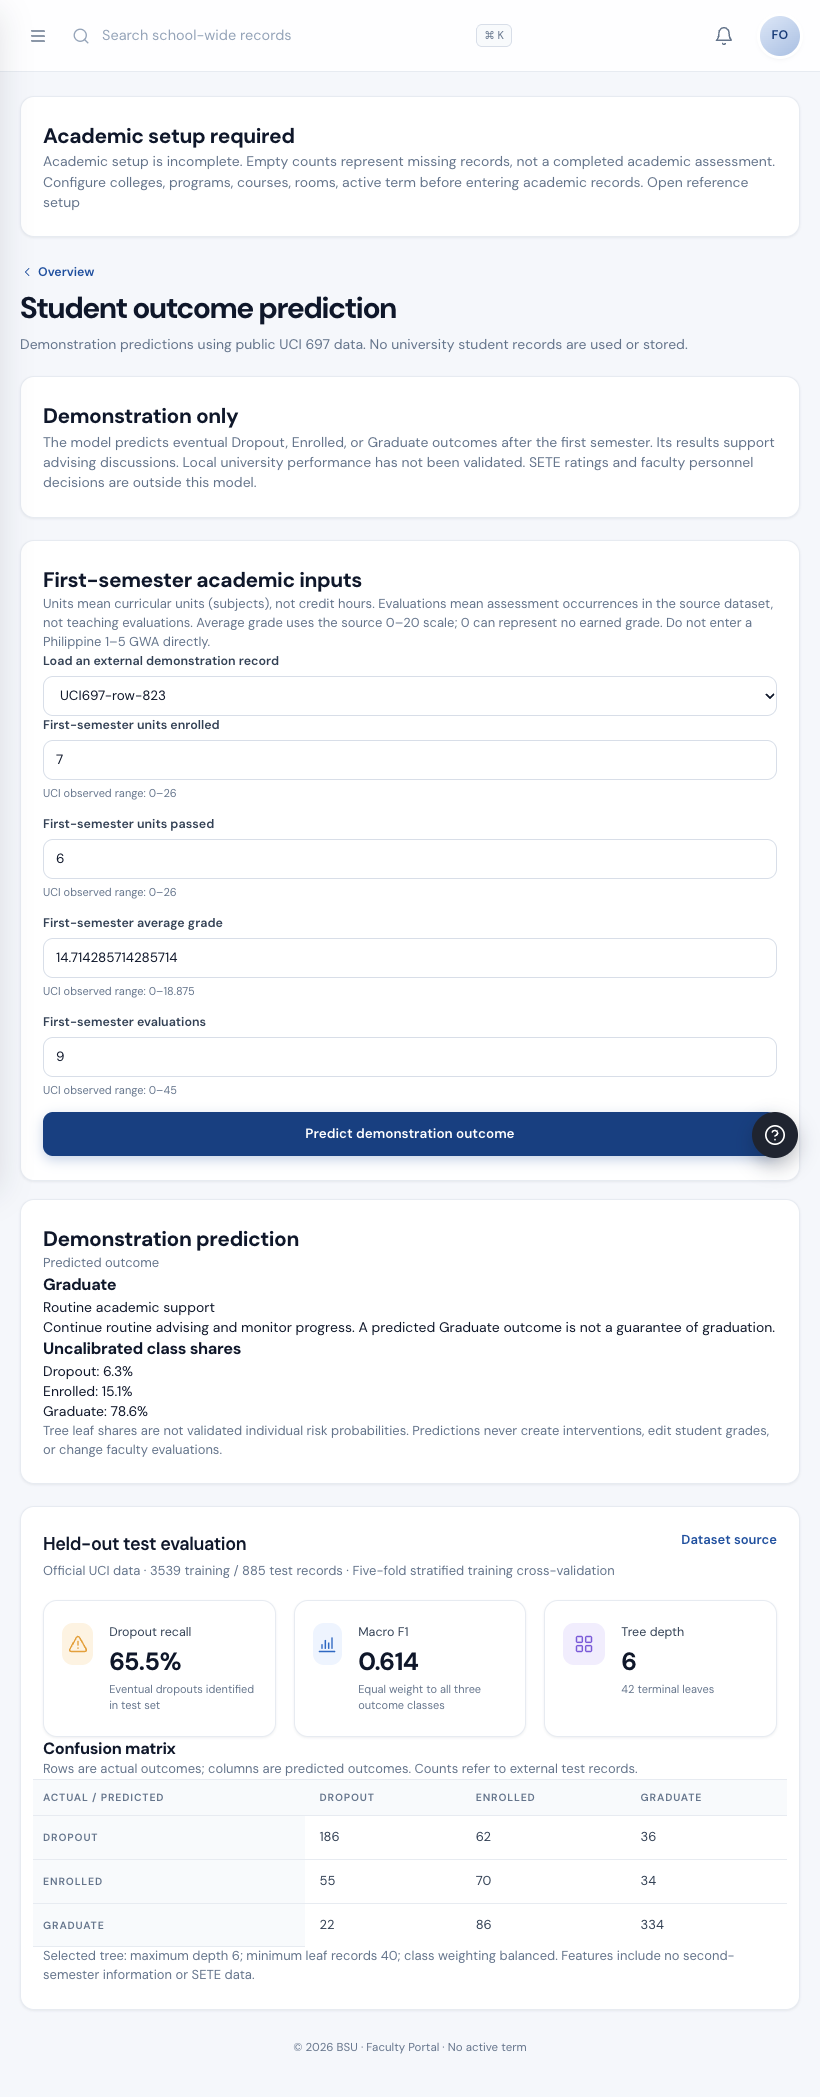 Search school-wide records
⌘ K
FO
Academic setup required
Academic setup is incomplete. Empty counts represent missing records, not a completed academic assessment.
Configure colleges, programs, courses, rooms, active term before entering academic records. Open reference
setup
Overview
Student outcome prediction
Demonstration predictions using public UCI 697 data. No university student records are used or stored.
Demonstration only
The model predicts eventual Dropout, Enrolled, or Graduate outcomes after the first semester. Its results support
advising discussions. Local university performance has not been validated. SETE ratings and faculty personnel
decisions are outside this model.
First-semester academic inputs
Units mean curricular units (subjects), not credit hours. Evaluations mean assessment occurrences in the source dataset,
not teaching evaluations. Average grade uses the source 0–20 scale; 0 can represent no earned grade. Do not enter a
Philippine 1–5 GWA directly.
Load an external demonstration record
UCI697-row-823
First-semester units enrolled
7
UCI observed range: 0–26
First-semester units passed
6
UCI observed range: 0–26
First-semester average grade
14.714285714285714
UCI observed range: 0–18.875
First-semester evaluations
9
UCI observed range: 0–45
Predict demonstration outcome
Demonstration prediction
Predicted outcome
Graduate
Routine academic support
Continue routine advising and monitor progress. A predicted Graduate outcome is not a guarantee of graduation.
Uncalibrated class shares
Dropout: 6.3%
Enrolled: 15.1%
Graduate: 78.6%
Tree leaf shares are not validated individual risk probabilities. Predictions never create interventions, edit student grades,
or change faculty evaluations.
Held-out test evaluation
Dataset source
Official UCI data · 3539 training / 885 test records · Five-fold stratified training cross-validation
Dropout recall
65.5%
Eventual dropouts identified
in test set
Macro F1
0.614
Equal weight to all three
outcome classes
Tree depth
6
42 terminal leaves
Confusion matrix
Rows are actual outcomes; columns are predicted outcomes. Counts refer to external test records.
ACTUAL / PREDICTED DROPOUT ENROLLED GRADUATE
DROPOUT 186 62 36
ENROLLED 55 70 34
GRADUATE 22 86 334
Selected tree: maximum depth 6; minimum leaf records 40; class weighting balanced. Features include no second-
semester information or SETE data.
© 2026 BSU · Faculty Portal · No active term